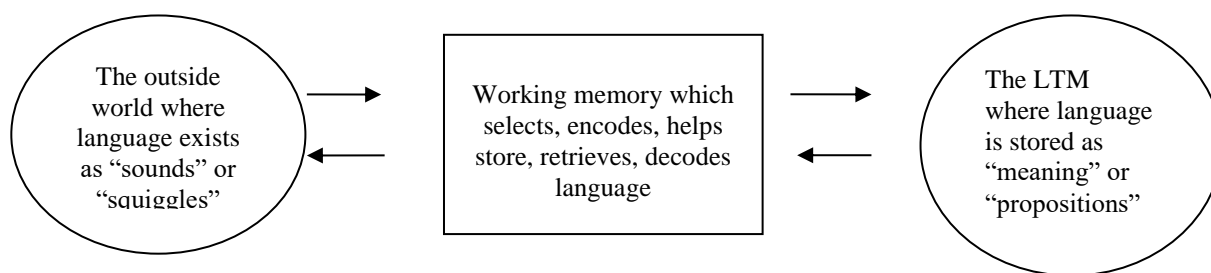 The outside
world where
language exists
as “sounds” or
“squiggles”
Working memory which
selects, encodes, helps
store, retrieves, decodes
language
The LTM
where language
is stored as
“meaning” or
“propositions”